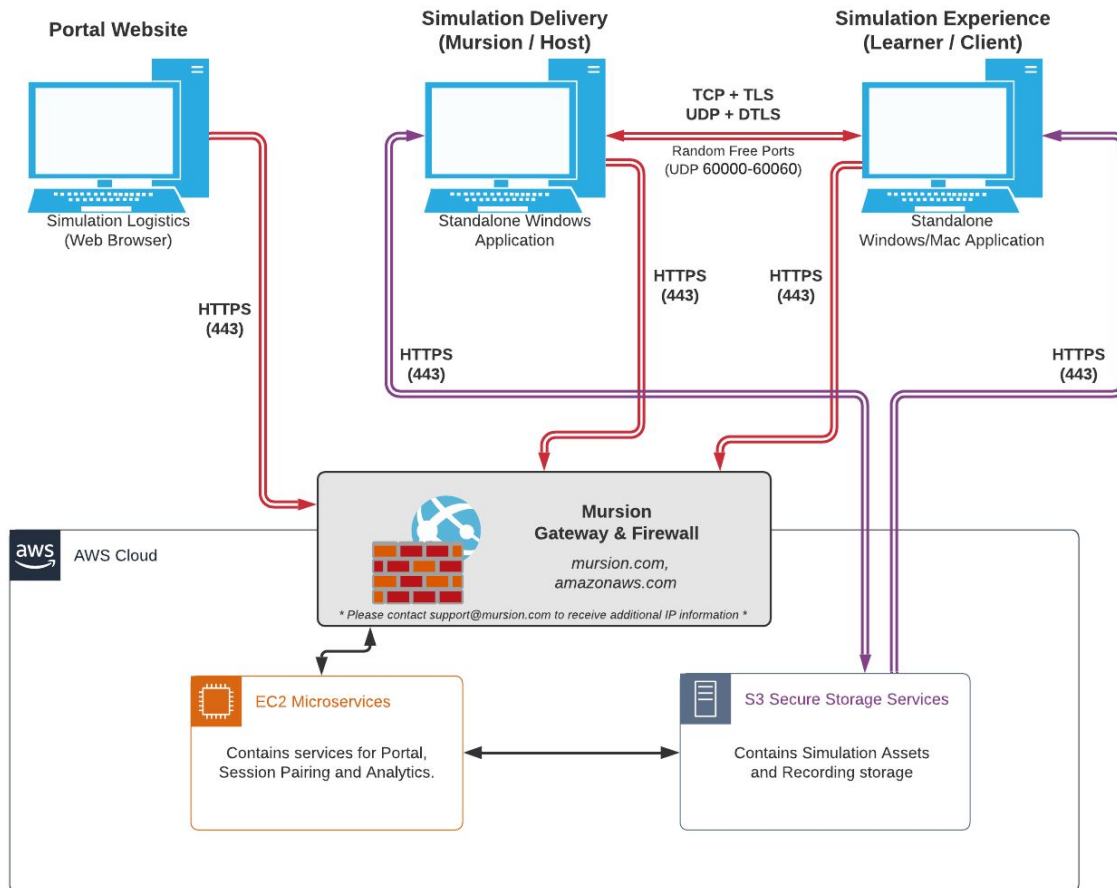 Portal Website
Simulation Delivery
(Mursion / Host)
Simulation Experience
(Learner / Client)
TCP + TLS
UDP + DTLS
Random Free Ports
(UDP 60000-60060)
Simulation Logistics
(Web Browser)
Standalone Windows
Application
Standalone
Windows/Mac Application
HTTPS
(443)
HTTPS
(443)
HTTPS
(443)
HTTPS
(443)
HTTPS
(443)
Mursion
Gateway & Firewall
mursion.com,
amazonaws.com
* Please contact support@mursion.com to receive additional IP information *
aws
AWS Cloud
EC2 Microservices
Contains services for Portal,
Session Pairing and Analytics.
S3 Secure Storage Services
Contains Simulation Assets
and Recording storage